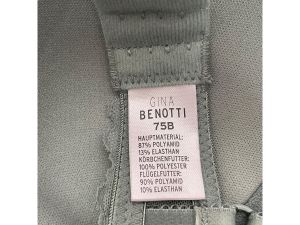 GINA
BENOTTI
75B
HAUPTMATERIAL:
87% POLYAMID
13% ELASTHAN
KÖRBCHENFUTTER:
100% POLYESTER
FLÜGELFUTTER:
90% POLYAMID
10% ELASTHAN